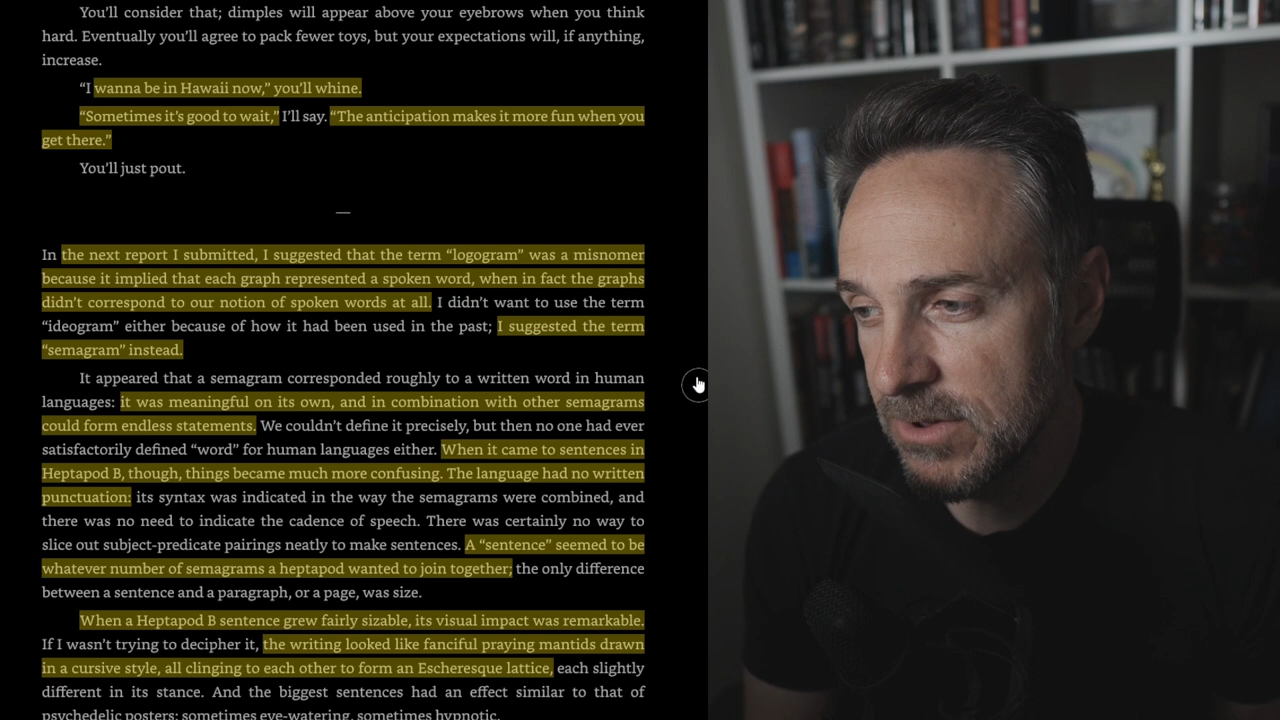 You'll consider that; dimples will appear above your eyebrows when you think
hard. Eventually you'll agree to pack fewer toys, but your expectations will, if anything,
increase.
“I wanna be in Hawaii now,” you'll whine.
“Sometimes it's good to wait,” I'll say. “The anticipation makes it more fun when you
get there.”
You'll just pout.
—
In the next report I submitted, I suggested that the term “logogram” was a misnomer
because it implied that each graph represented a spoken word, when in fact the graphs
didn't correspond to our notion of spoken words at all. I didn't want to use the term
“ideogram” either because of how it had been used in the past; I suggested the term
“semagram” instead.
It appeared that a semagram corresponded roughly to a written word in human
languages: it was meaningful on its own, and in combination with other semagrams
could form endless statements. We couldn't define it precisely, but then no one had ever
satisfactorily defined “word” for human languages either. When it came to sentences in
Heptapod B, though, things became much more confusing. The language had no written
punctuation: its syntax was indicated in the way the semagrams were combined, and
there was no need to indicate the cadence of speech. There was certainly no way to
slice out subject-predicate pairings neatly to make sentences. A “sentence” seemed to be
whatever number of semagrams a heptapod wanted to join together; the only difference
between a sentence and a paragraph, or a page, was size.
When a Heptapod B sentence grew fairly sizable, its visual impact was remarkable.
If I wasn't trying to decipher it, the writing looked like fanciful praying mantids drawn
in a cursive style, all clinging to each other to form an Escheresque lattice, each slightly
different in its stance. And the biggest sentences had an effect similar to that of
psychedelic posters: sometimes eye-watering, sometimes hypnotic.